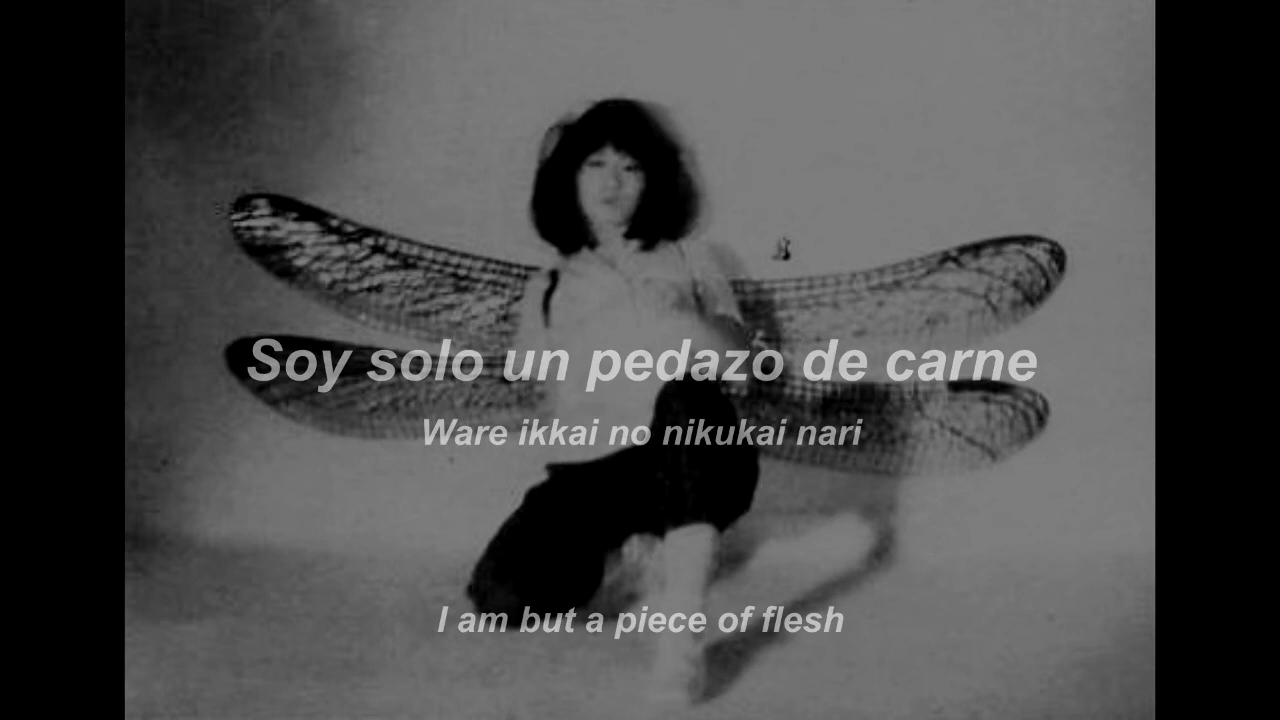 Soy solo un pedazo de carne
Ware ikkai no nikukai nari
I am but a piece of flesh